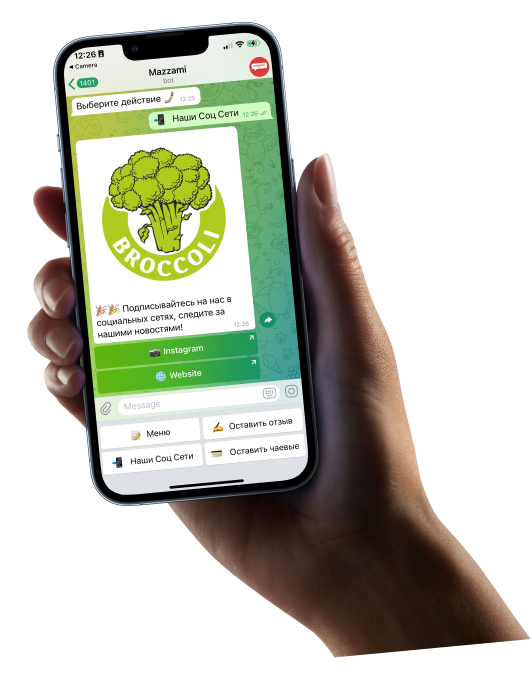 12:26
◀ Camera
1401
Mazzami
bot
Выберите действие 🤳 12:25
📲 Наши Соц Сети 12:26
BROCCOLI
🎉🎉 Подписывайтесь на нас в
социальных сетях, следите за
нашими новостями!
12:26
📷 Instagram
🌐 Website
Message
📝 Меню
✍️ Оставить отзыв
📲 Наши Соц Сети
💳 Оставить чаевые